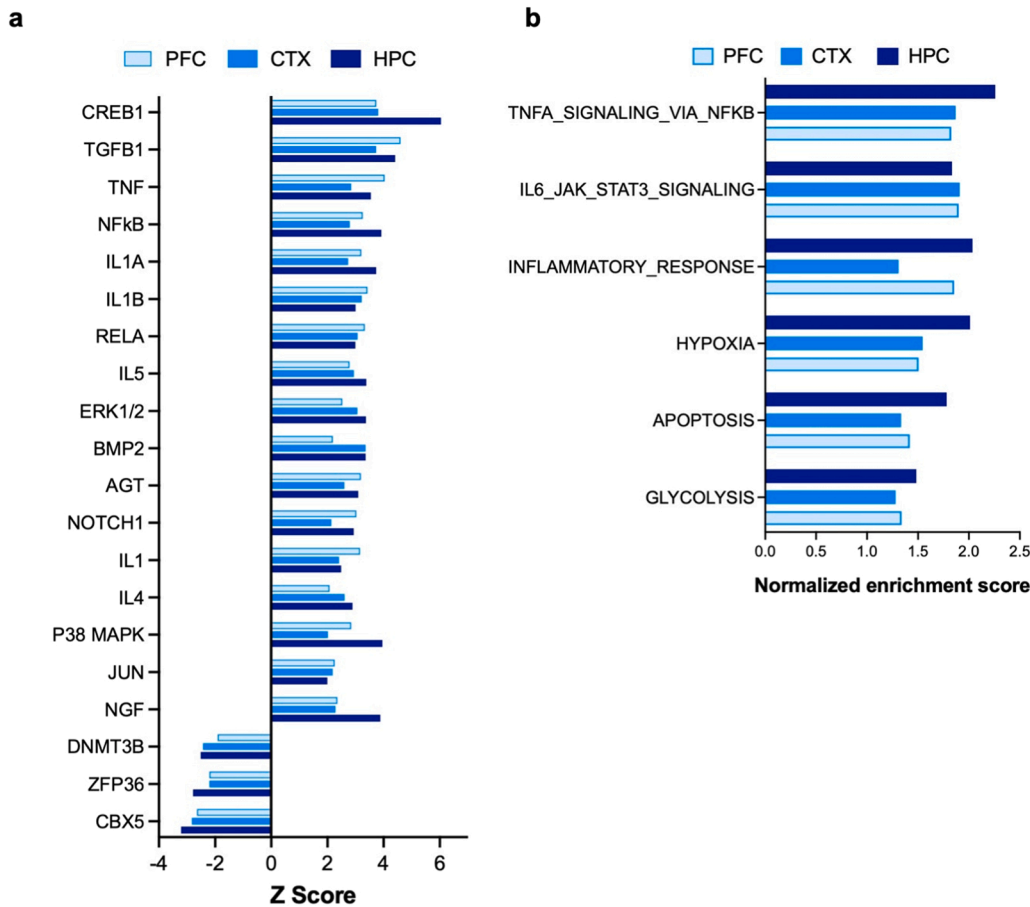 a
PFC CTX HPC
CREB1
TGFB1
TNF
NFkB
IL1A
IL1B
RELA
IL5
ERK1/2
BMP2
AGT
NOTCH1
IL1
IL4
P38 MAPK
JUN
NGF
DNMT3B
ZFP36
CBX5
-4 -2 0 2 4 6
Z Score
b
PFC CTX HPC
TNFA_SIGNALING_VIA_NFKB
IL6_JAK_STAT3_SIGNALING
INFLAMMATORY_RESPONSE
HYPOXIA
APOPTOSIS
GLYCOLYSIS
0.0 0.5 1.0 1.5 2.0 2.5
Normalized enrichment score